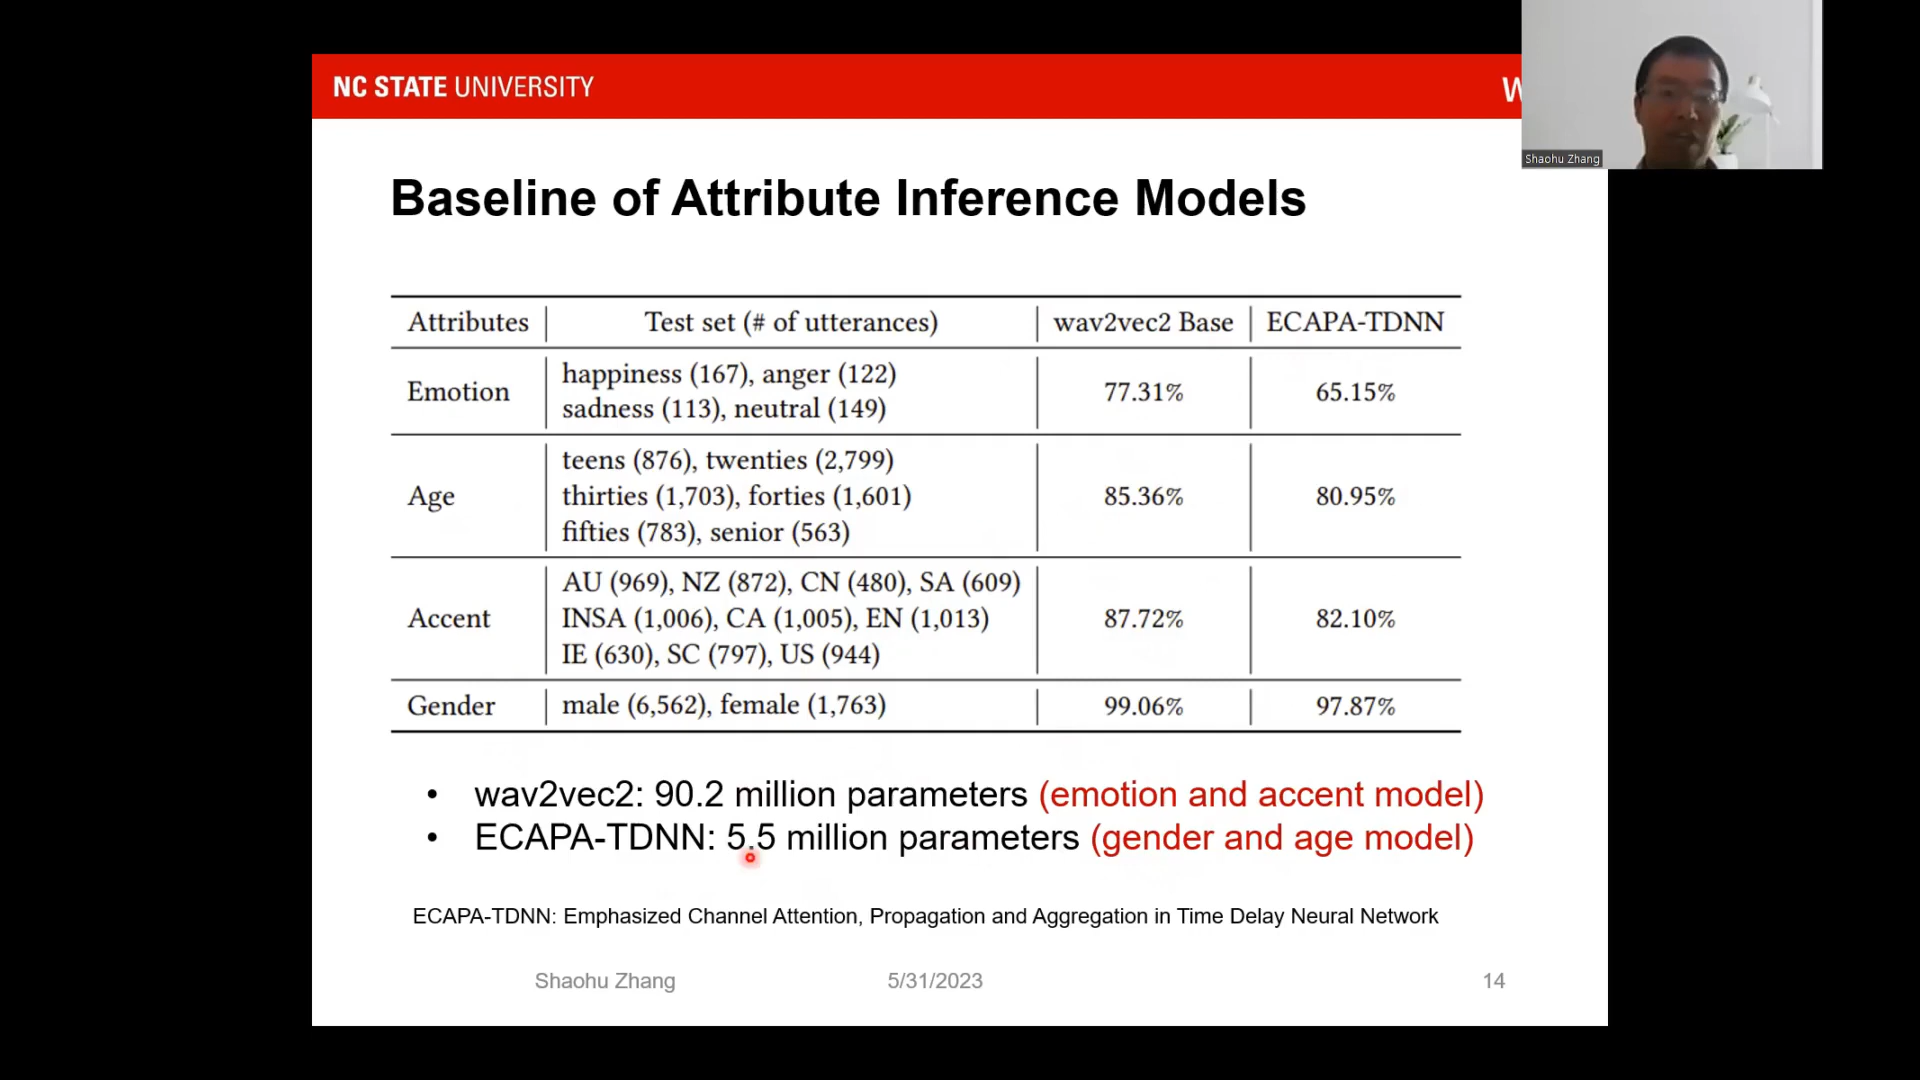 NC STATE UNIVERSITY
W
Shaohu Zhang
Baseline of Attribute Inference Models
Attributes Test set (# of utterances) wav2vec2 Base ECAPA-TDNN
Emotion happiness (167), anger (122) 77.31% 65.15%
sadness (113), neutral (149)
Age teens (876), twenties (2,799)
thirties (1,703), forties (1,601) 85.36% 80.95%
fifties (783), senior (563)
Accent AU (969), NZ (872), CN (480), SA (609)
INSA (1,006), CA (1,005), EN (1,013) 87.72% 82.10%
IE (630), SC (797), US (944)
Gender male (6,562), female (1,763) 99.06% 97.87%
• wav2vec2: 90.2 million parameters (emotion and accent model)
• ECAPA-TDNN: 5.5 million parameters (gender and age model)
ECAPA-TDNN: Emphasized Channel Attention, Propagation and Aggregation in Time Delay Neural Network
Shaohu Zhang 5/31/2023 14